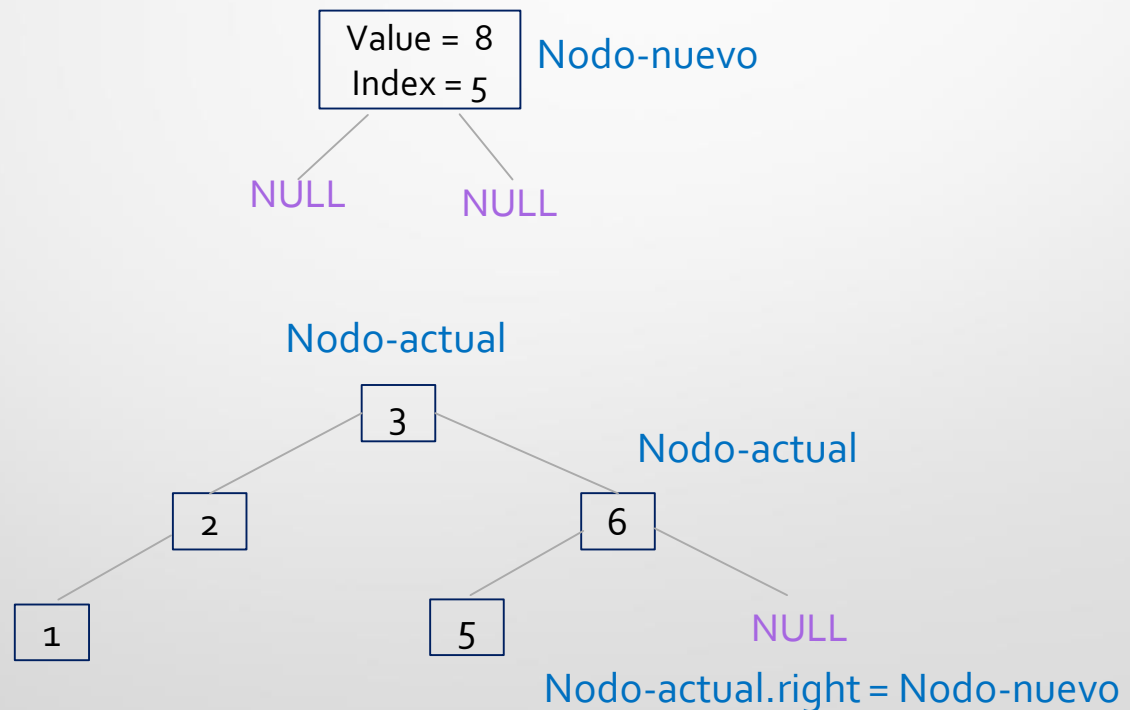 Value = 8
Index = 5
Nodo-nuevo
NULL
NULL
Nodo-actual
3
Nodo-actual
2
6
1
5
NULL
Nodo-actual.right = Nodo-nuevo